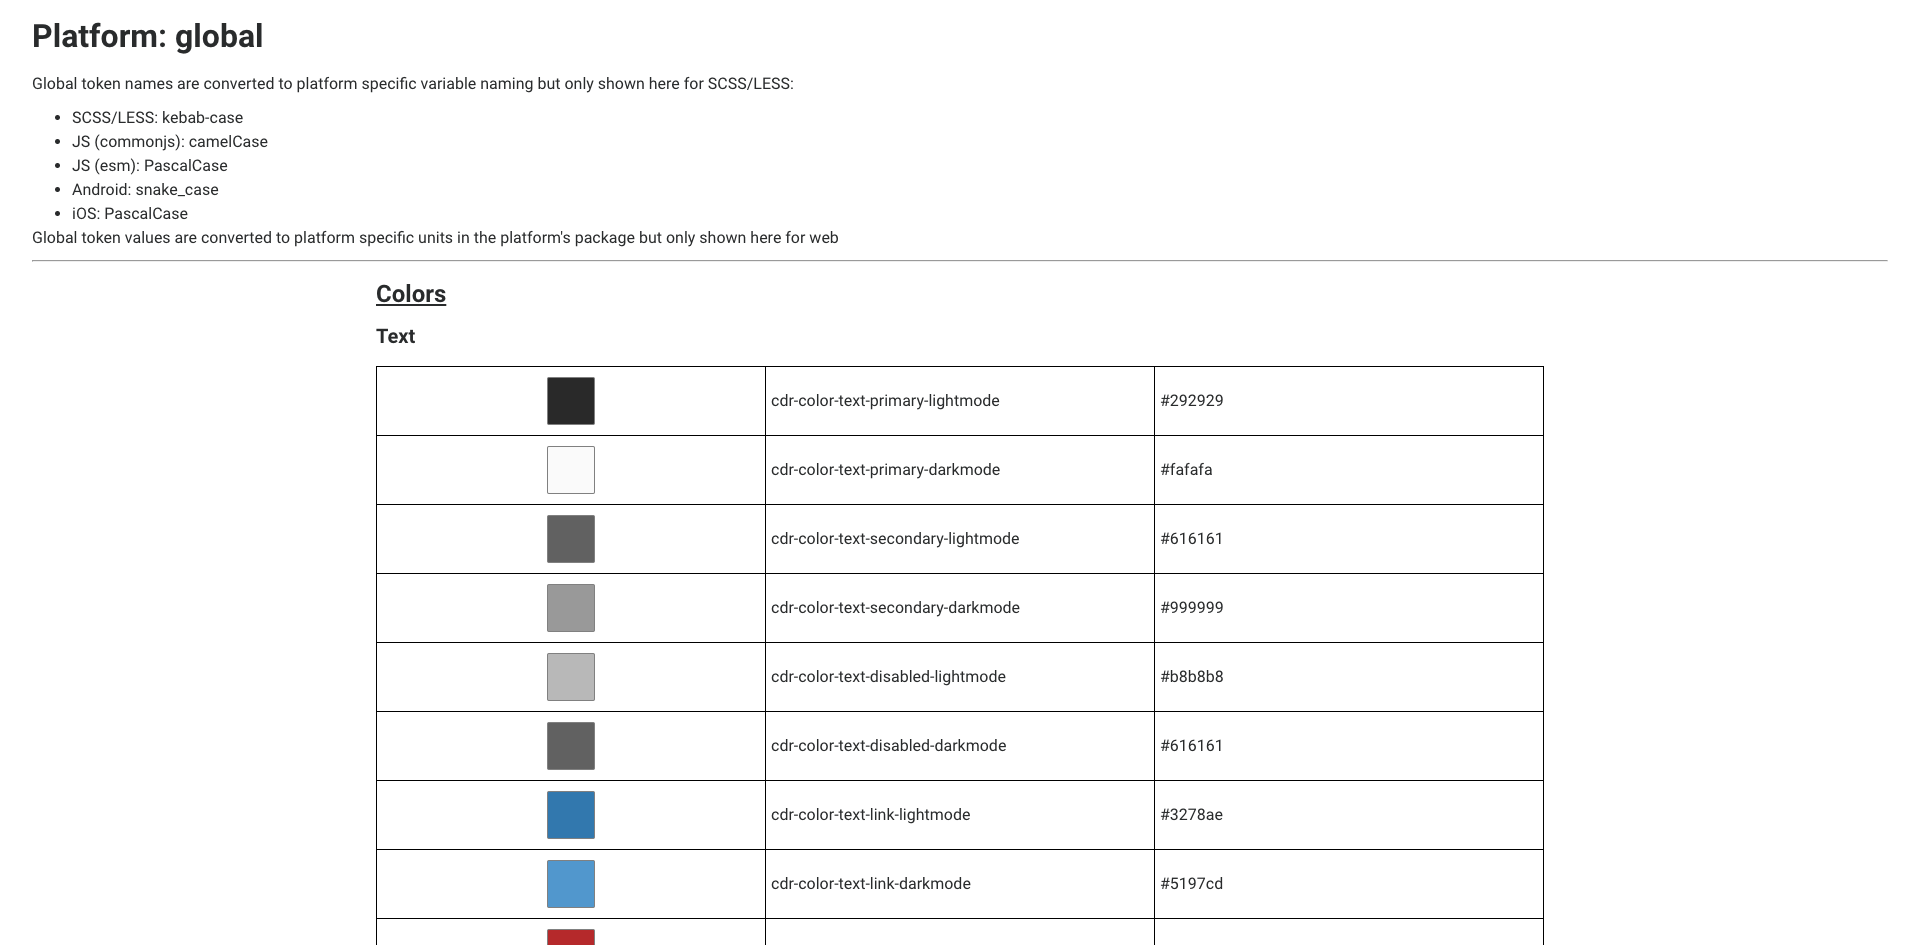 Platform: global
Global token names are converted to platform specific variable naming but only shown here for SCSS/LESS:
• SCSS/LESS: kebab-case
• JS (commonjs): camelCase
• JS (esm): PascalCase
• Android: snake_case
• iOS: PascalCase
Global token values are converted to platform specific units in the platform's package but only shown here for web
Colors
Text
cdr-color-text-primary-lightmode #292929
cdr-color-text-primary-darkmode #fafafa
cdr-color-text-secondary-lightmode #616161
cdr-color-text-secondary-darkmode #999999
cdr-color-text-disabled-lightmode #b8b8b8
cdr-color-text-disabled-darkmode #616161
cdr-color-text-link-lightmode #3278ae
cdr-color-text-link-darkmode #5197cd